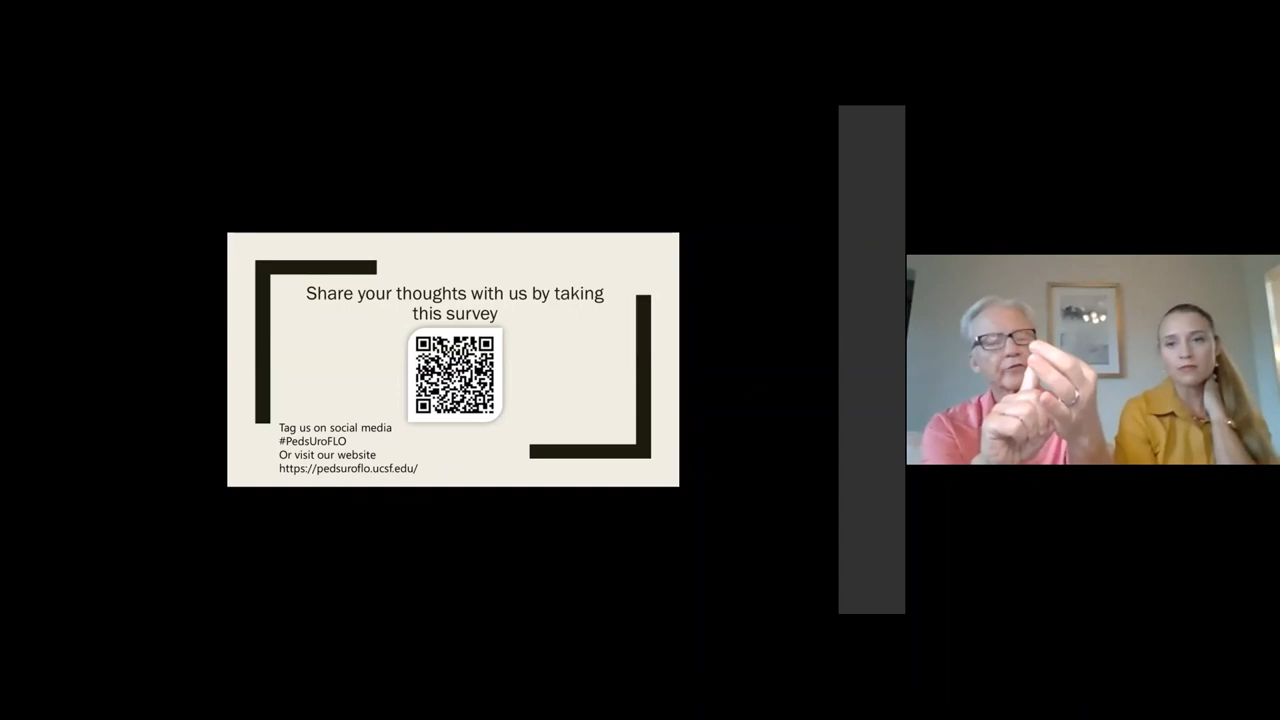 Share your thoughts with us by taking
this survey
Tag us on social media
#PedsUroFLO
Or visit our website
https://pedsuroflo.ucsf.edu/